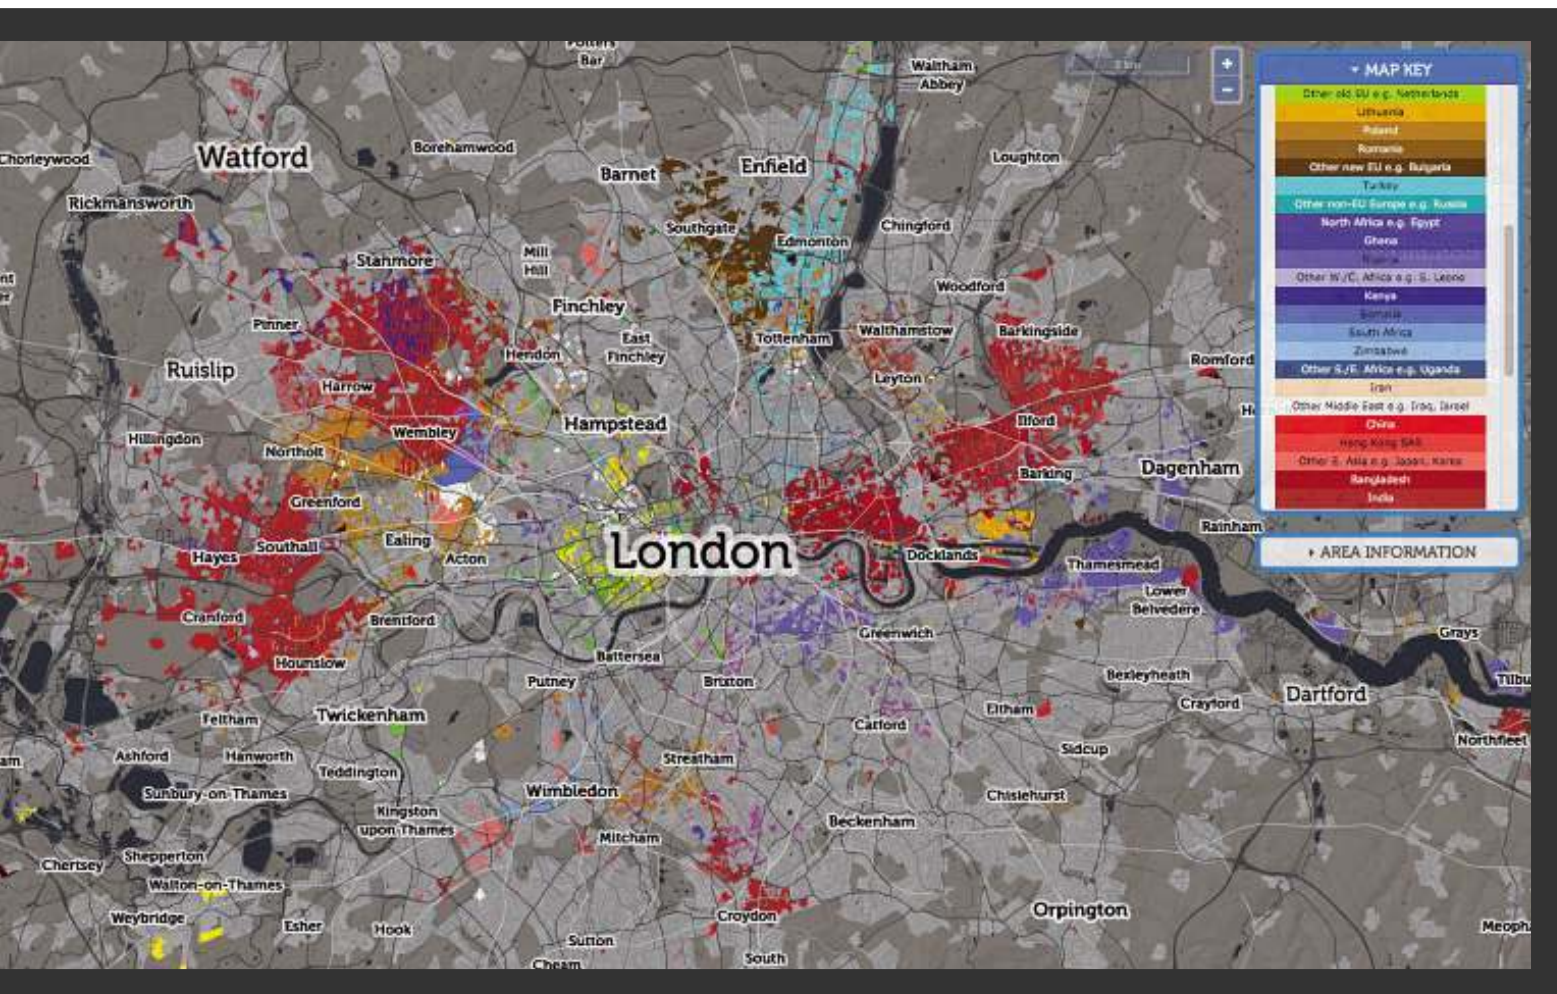 Potters
Bar
Waltham
Abbey
Chorleywood
Watford
Borehamwood
Barnet
Enfield
Loughton
Rickmansworth
Southgate
Edmonton
Chingford
Stanmore
Mill
Hill
Woodford
Pinner
Finchley
East
Finchley
Tottenham
Walthamstow
Barkingside
Hendon
Ruislip
Harrow
Leyton
Romford
Hampstead
Ilford
Hillingdon
Wembley
Northolt
Barking
Dagenham
Greenford
Rainham
Hayes
Southall
Ealing
Acton
London
Docklands
Thamesmead
Lower
Belvedere
Cranford
Brentford
Greenwich
Grays
Hounslow
Battersea
Putney
Brixton
Bexleyheath
Tilbu
Feltham
Twickenham
Catford
Eltham
Crayford
Dartford
Northfleet
Ashford
Hanworth
Teddington
Streatham
Sidcup
Sunbury-on-Thames
Wimbledon
Chislehurst
Kingston
upon Thames
Mitcham
Beckenham
Chertsey
Shepperton
Walton-on-Thames
Weybridge
Esher
Hook
Croydon
Orpington
Meoph
Sutton
Cheam
South
+
-
MAP KEY
Other old EU e.g. Netherlands
Lithuania
Poland
Romania
Other new EU e.g. Bulgaria
Turkey
Other non-EU Europe e.g. Russia
North Africa e.g. Egypt
Ghana
Nigeria
Other W./C. Africa e.g. S. Leone
Kenya
Somalia
South Africa
Zimbabwe
Other S./E. Africa e.g. Uganda
Iran
Other Middle East e.g. Iraq, Israel
China
Hong Kong SAR
Other E. Asia e.g. Japan, Korea
Bangladesh
India
AREA INFORMATION